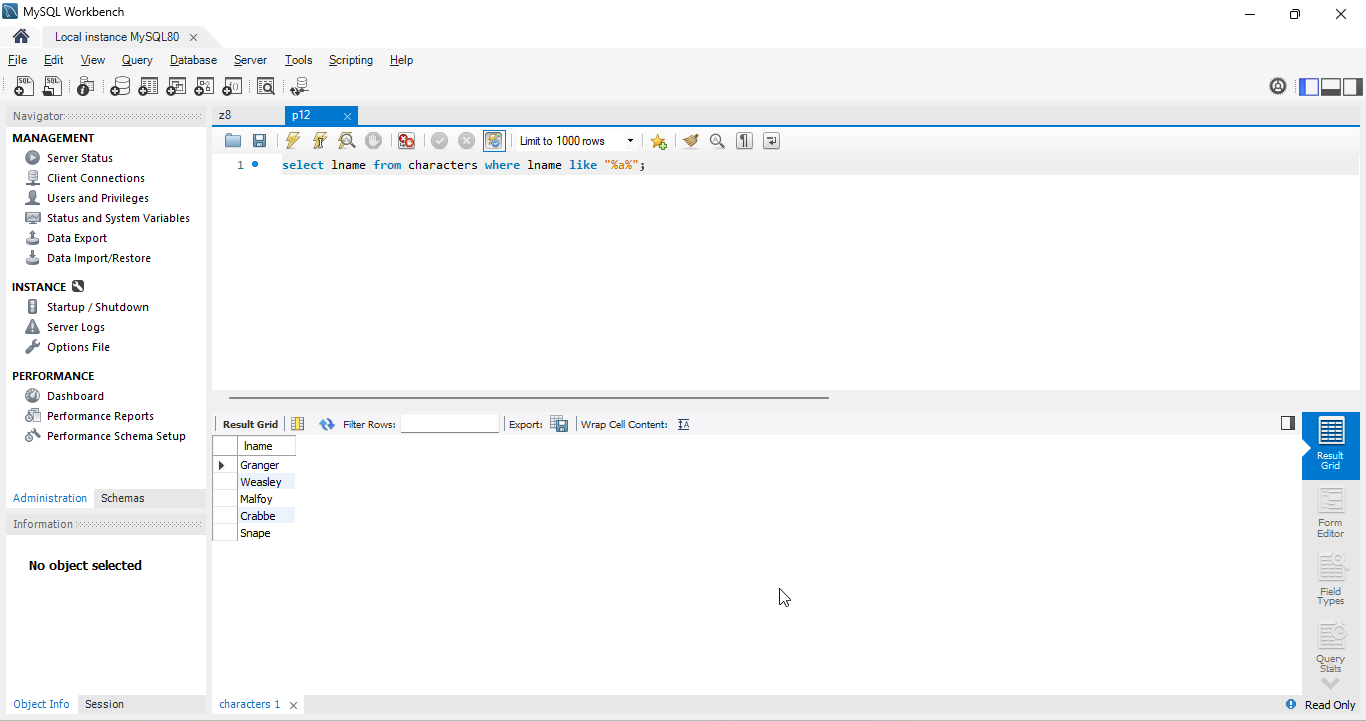 MySQL Workbench
Local instance MySQL80
File Edit View Query Database Server Tools Scripting Help
Navigator
MANAGEMENT
Server Status
Client Connections
Users and Privileges
Status and System Variables
Data Export
Data Import/Restore
INSTANCE
Startup / Shutdown
Server Logs
Options File
PERFORMANCE
Dashboard
Performance Reports
Performance Schema Setup
Administration Schemas
Information
No object selected
Object Info Session
z8 p12
Limit to 1000 rows
1 select lname from characters where lname like "%a%";
Result Grid Filter Rows: Export: Wrap Cell Content:
lname
Granger
Weasley
Malfoy
Crabbe
Snape
Result
Grid
Form
Editor
Field
Types
Query
Stats
characters 1
Read Only